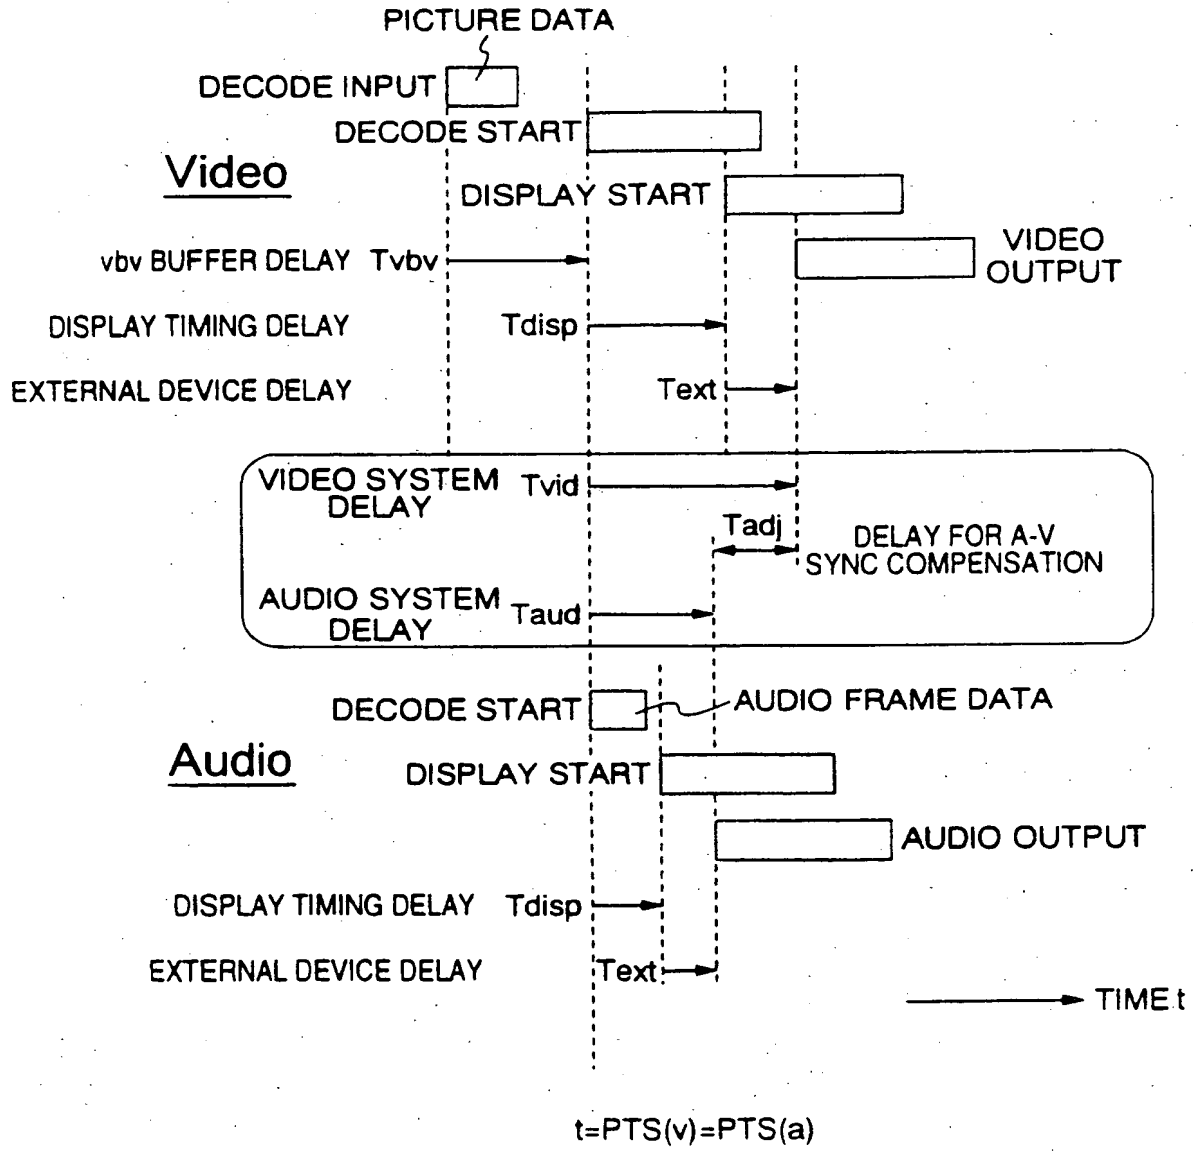 PICTURE DATA
DECODE INPUT
DECODE START
Video
DISPLAY START
VIDEO
OUTPUT
vbv BUFFER DELAY Tvbv
DISPLAY TIMING DELAY Tdisp
EXTERNAL DEVICE DELAY Text
VIDEO SYSTEM
DELAY
Tvid
Tadj
DELAY FOR A-V
SYNC COMPENSATION
AUDIO SYSTEM
DELAY
Taud
DECODE START
AUDIO FRAME DATA
Audio
DISPLAY START
AUDIO OUTPUT
DISPLAY TIMING DELAY Tdisp
EXTERNAL DEVICE DELAY Text
TIME t
t=PTS(v)=PTS(a)